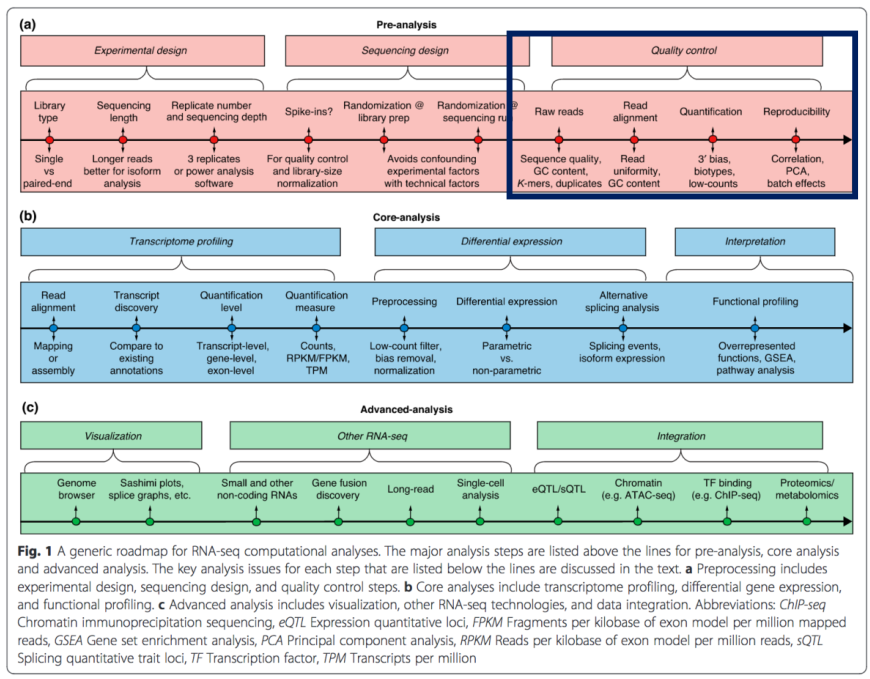 (a)
Pre-analysis
Experimental design
Sequencing design
Quality control
Library
type
Sequencing
length
Replicate number
and sequencing depth
Spike-ins?
Randomization @
library prep
Randomization @
sequencing run
Raw reads
Read
alignment
Quantification
Reproducibility
Single
vs
paired-end
Longer reads
better for isoform
analysis
3 replicates
or power analysis
software
For quality control
and library-size
normalization
Avoids confounding
experimental factors
with technical factors
Sequence quality,
GC content,
K-mers, duplicates
Read
uniformity,
GC content
3′ bias,
biotypes,
low-counts
Correlation,
PCA,
batch effects
(b)
Core-analysis
Transcriptome profiling
Differential expression
Interpretation
Read
alignment
Transcript
discovery
Quantification
level
Quantification
measure
Preprocessing
Differential expression
Alternative
splicing analysis
Functional profiling
Mapping
or
assembly
Compare to
existing
annotations
Transcript-level,
gene-level,
exon-level
Counts,
RPKM/FPKM,
TPM
Low-count filter,
bias removal,
normalization
Parametric
vs.
non-parametric
Splicing events,
isoform expression
Overrepresented
functions, GSEA,
pathway analysis
(c)
Advanced-analysis
Visualization
Other RNA-seq
Integration
Genome
browser
Sashimi plots,
splice graphs, etc.
Small and other
non-coding RNAs
Gene fusion
discovery
Long-read
Single-cell
analysis
eQTL/sQTL
Chromatin
(e.g. ATAC-seq)
TF binding
(e.g. ChIP-seq)
Proteomics/
metabolomics
Fig. 1 A generic roadmap for RNA-seq computational analyses. The major analysis steps are listed above the lines for pre-analysis, core analysis
and advanced analysis. The key analysis issues for each step that are listed below the lines are discussed in the text. a Preprocessing includes
experimental design, sequencing design, and quality control steps. b Core analyses include transcriptome profiling, differential gene expression,
and functional profiling. c Advanced analysis includes visualization, other RNA-seq technologies, and data integration. Abbreviations: ChIP-seq
Chromatin immunoprecipitation sequencing, eQTL Expression quantitative loci, FPKM Fragments per kilobase of exon model per million mapped
reads, GSEA Gene set enrichment analysis, PCA Principal component analysis, RPKM Reads per kilobase of exon model per million reads, sQTL
Splicing quantitative trait loci, TF Transcription factor, TPM Transcripts per million